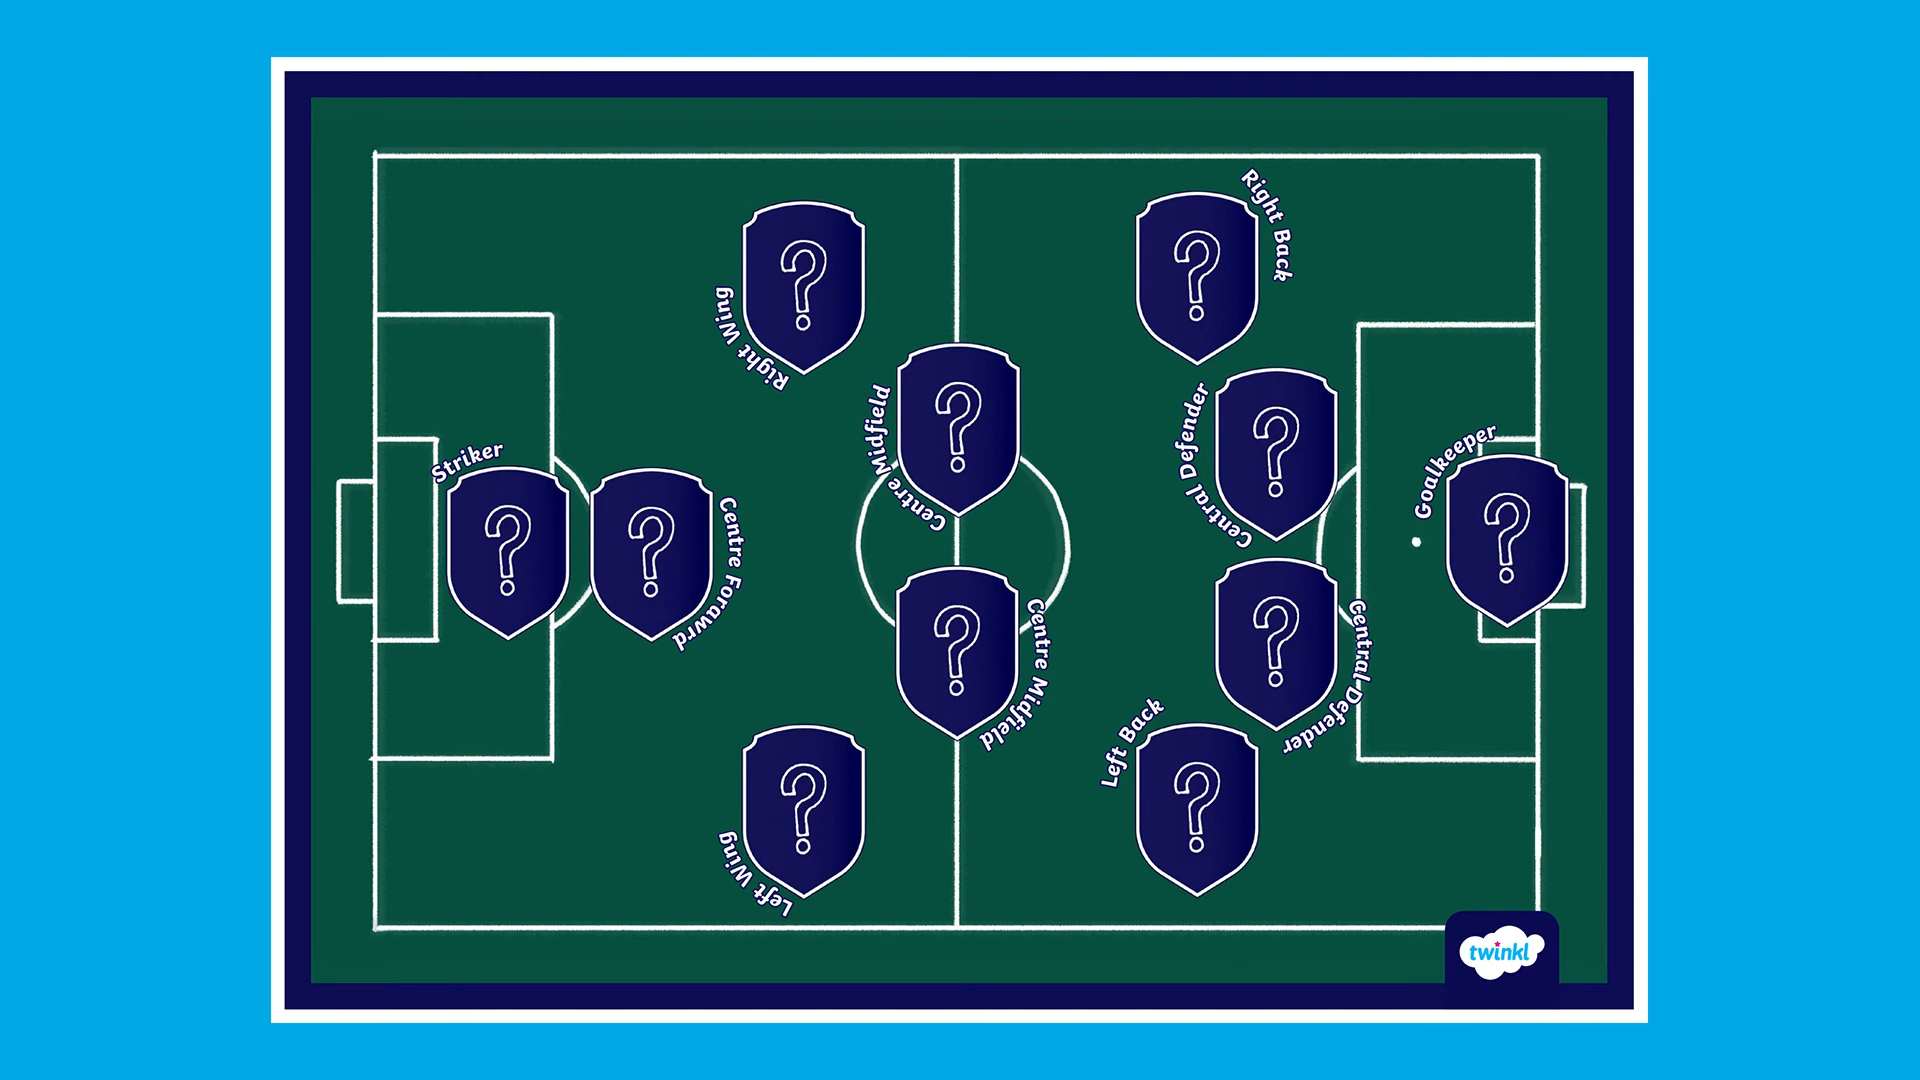 Right Back
Right Wing
Centre Midfield
Central Defender
Goalkeeper
Striker
Centre Forawrd
Centre Midfield
Central Defender
Left Back
Left Wing
twinkl